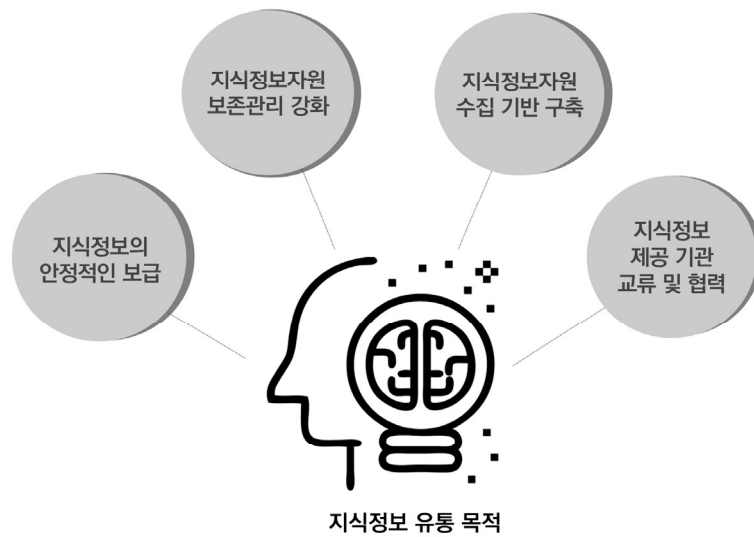 지식정보자원
보존관리 강화
지식정보자원
수집 기반 구축
지식정보의
안정적인 보급
지식정보
제공 기관
교류 및 협력
지식정보 유통 목적